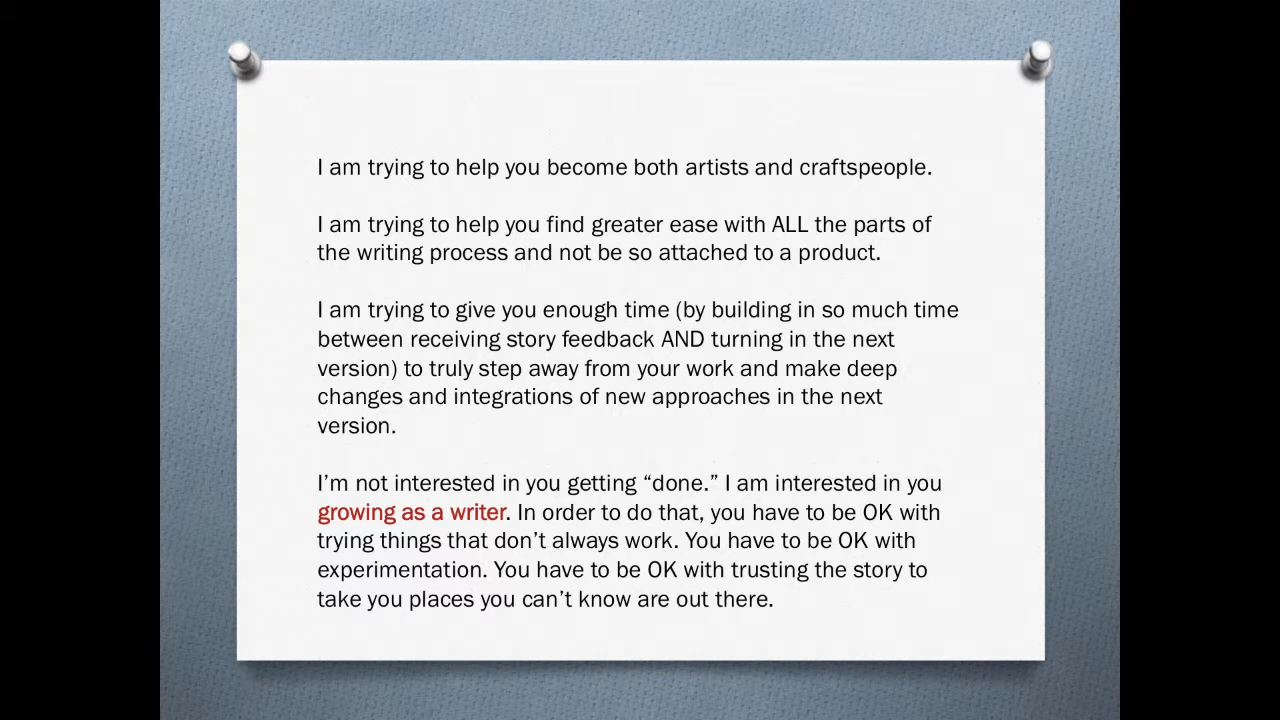 I am trying to help you become both artists and craftspeople.
I am trying to help you find greater ease with ALL the parts of
the writing process and not be so attached to a product.
I am trying to give you enough time (by building in so much time
between receiving story feedback AND turning in the next
version) to truly step away from your work and make deep
changes and integrations of new approaches in the next
version.
I’m not interested in you getting “done.” I am interested in you
growing as a writer. In order to do that, you have to be OK with
trying things that don’t always work. You have to be OK with
experimentation. You have to be OK with trusting the story to
take you places you can’t know are out there.